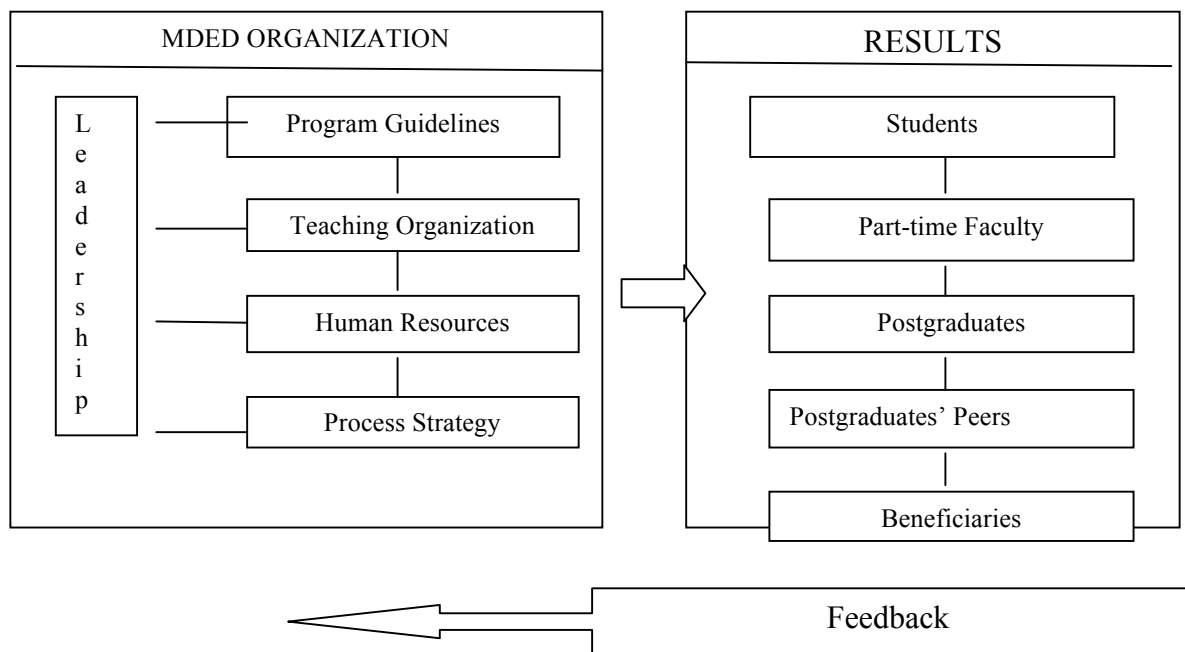 MDED ORGANIZATION
Leadership
Program Guidelines
Teaching Organization
Human Resources
Process Strategy
RESULTS
Students
Part-time Faculty
Postgraduates
Postgraduates’ Peers
Beneficiaries
Feedback